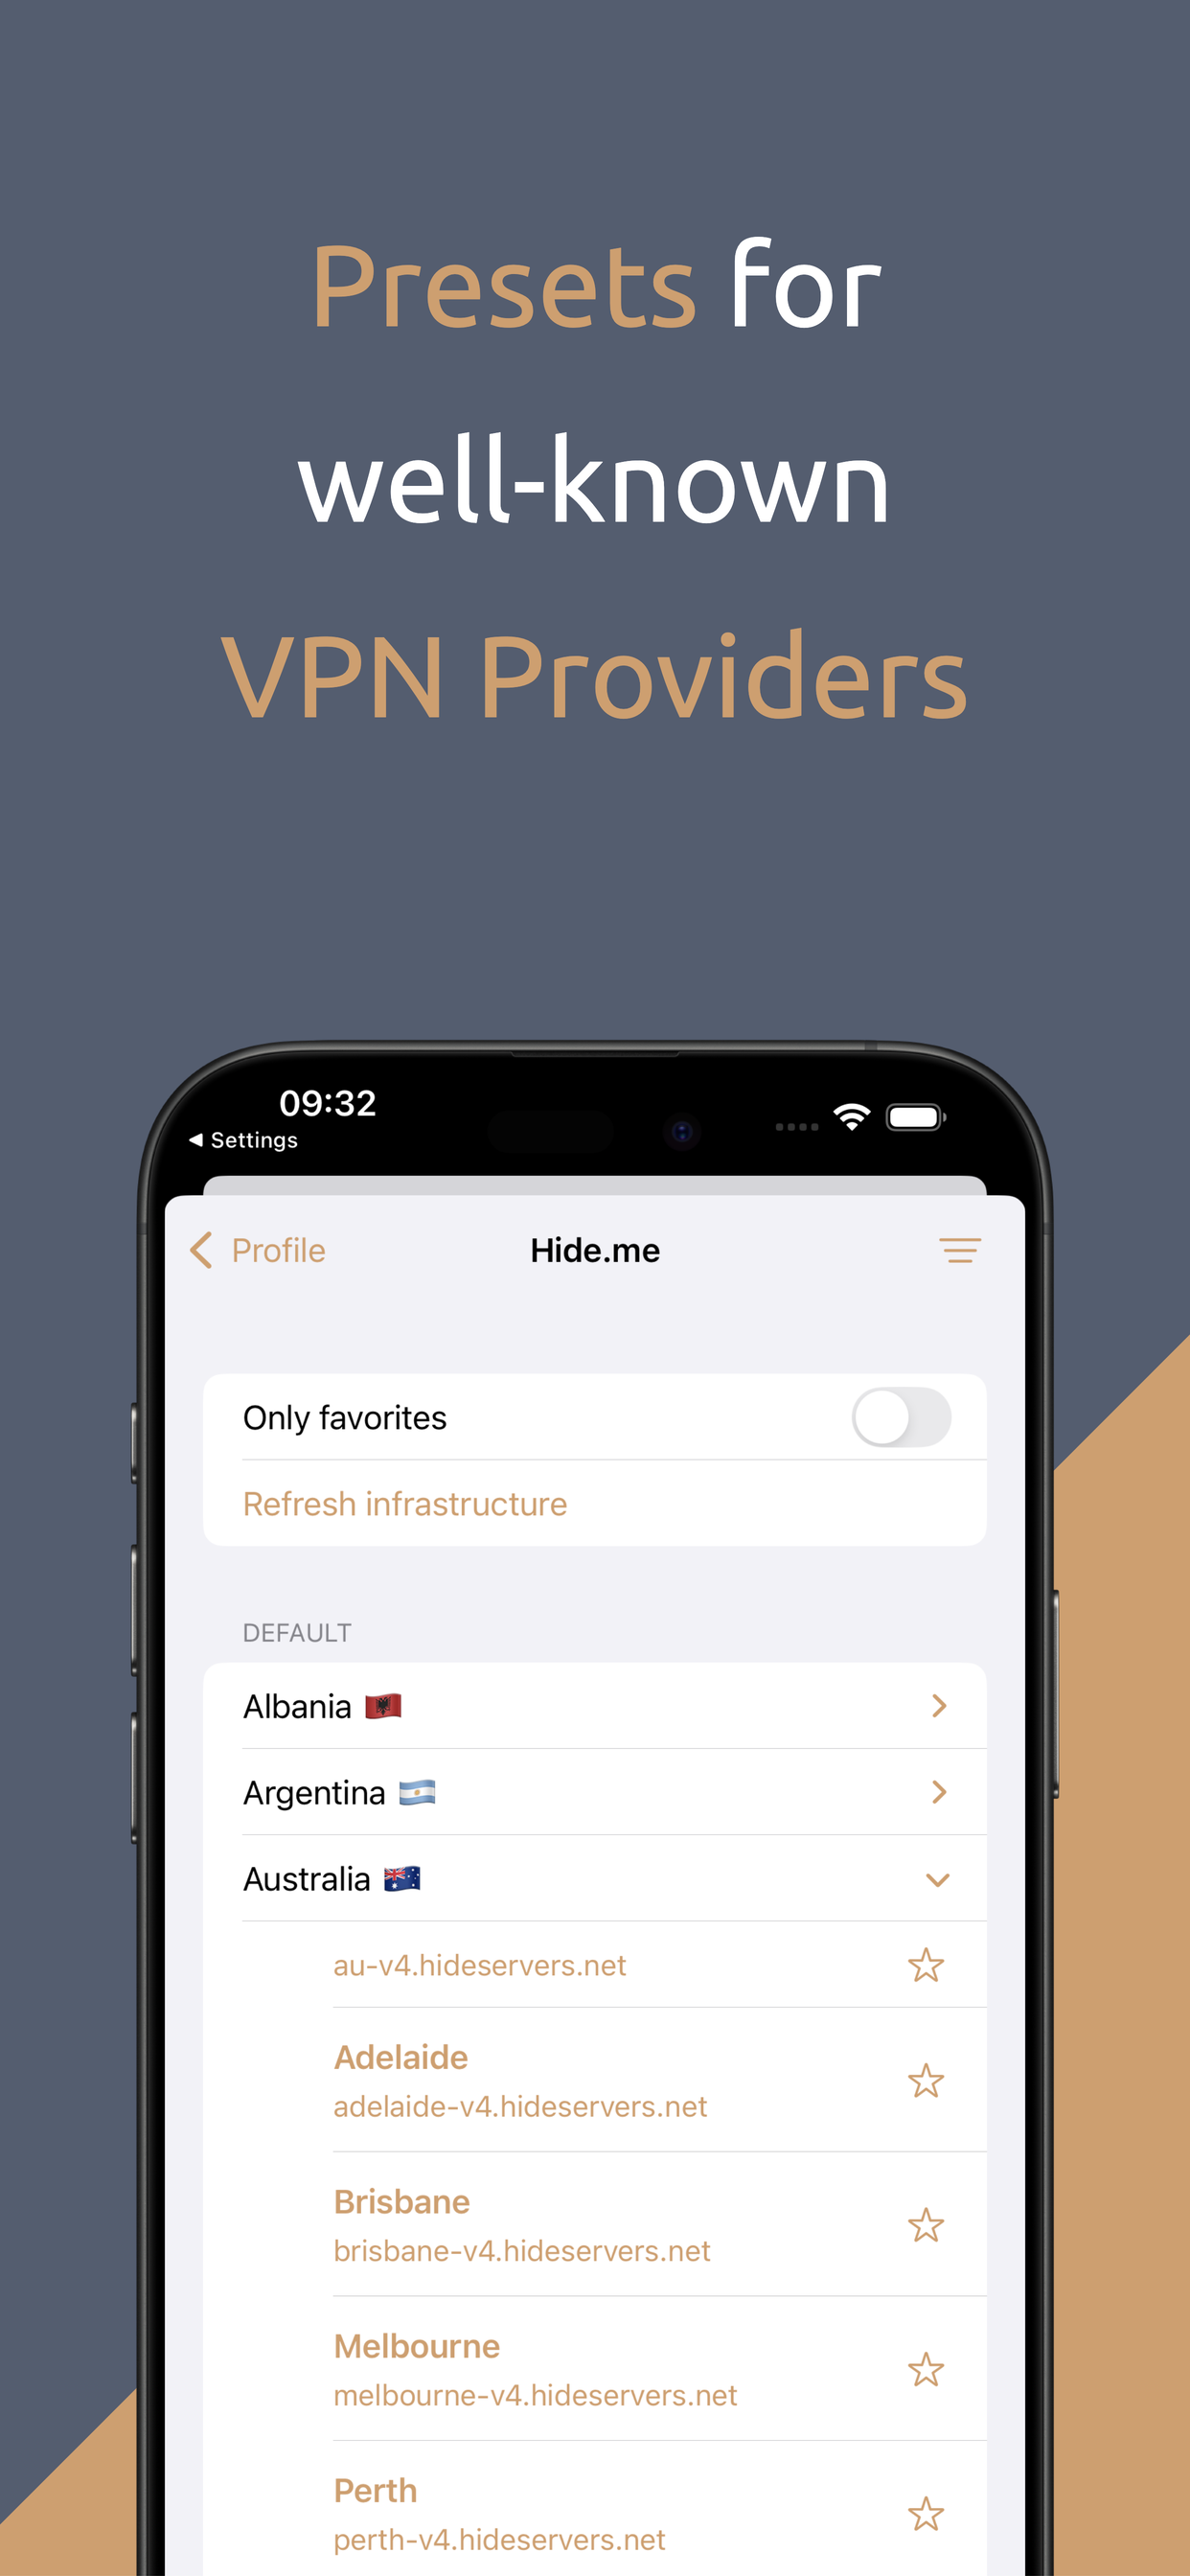 Presets for
well-known
VPN Providers
09:32
Settings
Profile
Hide.me
Only favorites
Refresh infrastructure
DEFAULT
Albania
Argentina
Australia
au-v4.hideservers.net
Adelaide
adelaide-v4.hideservers.net
Brisbane
brisbane-v4.hideservers.net
Melbourne
melbourne-v4.hideservers.net
Perth
perth-v4.hideservers.net